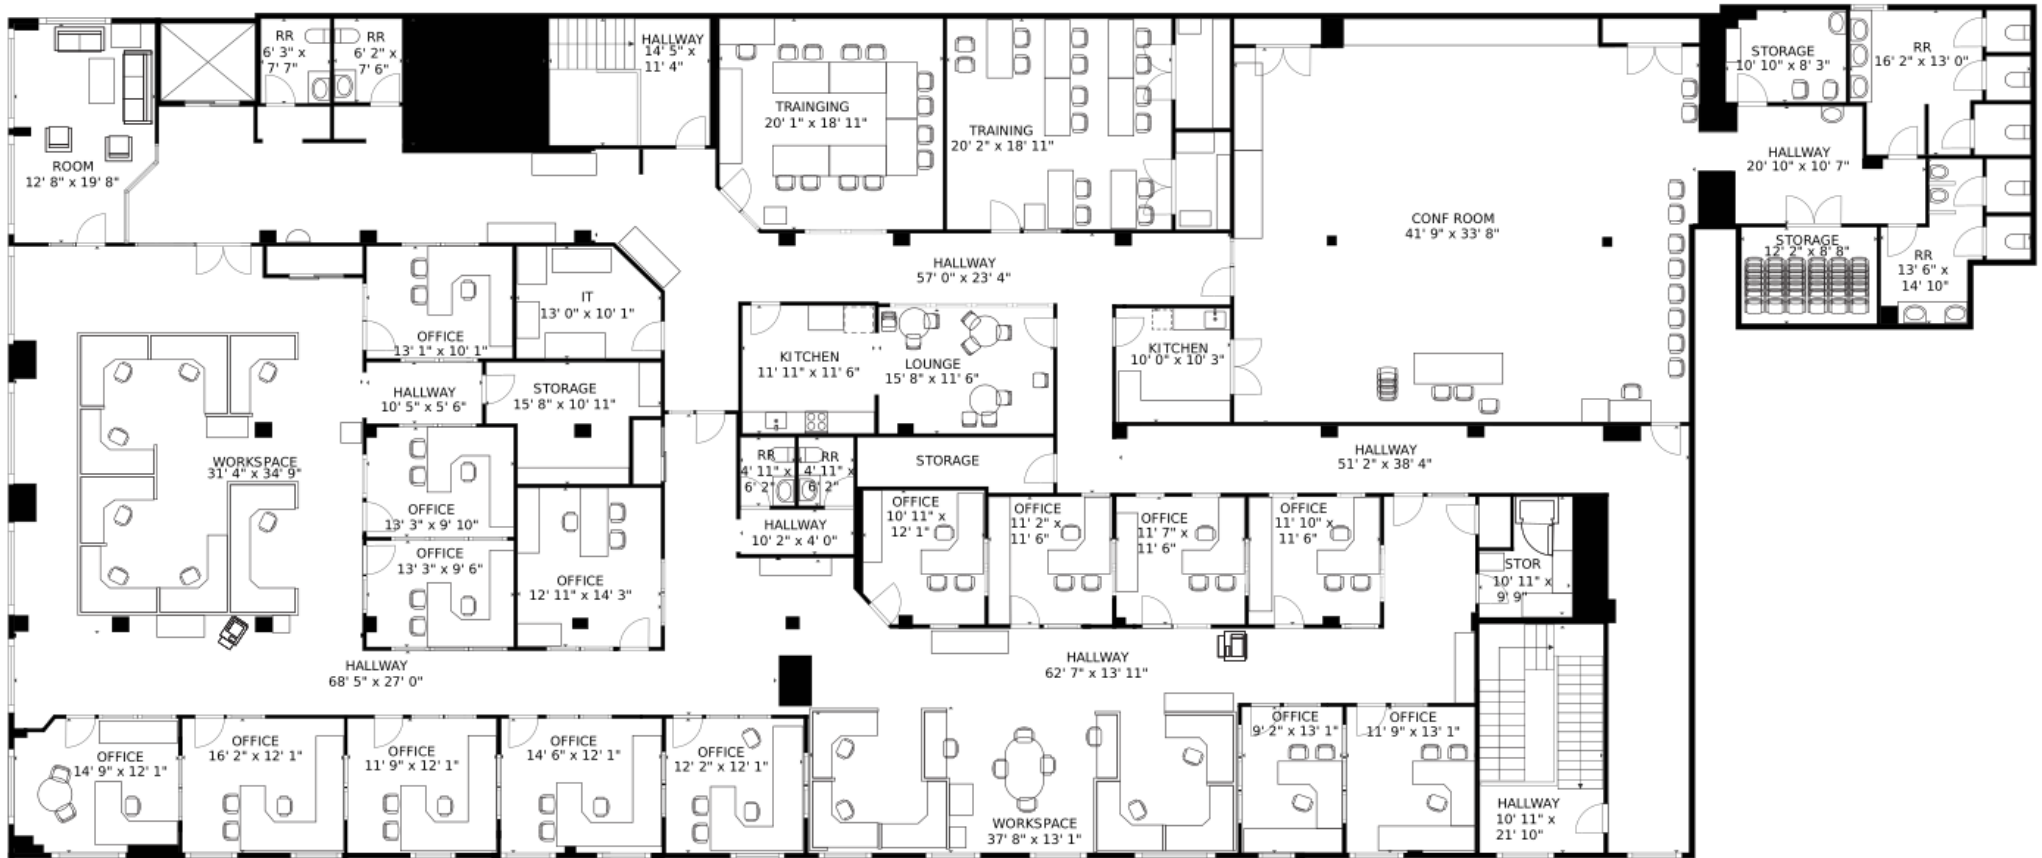 RR
6' 3" x
7' 7"
RR
6' 2" x
7' 6"
HALLWAY
14' 5" x
11' 4"
ROOM
12' 8" x 19' 8"
TRAINGING
20' 1" x 18' 11"
TRAINING
20' 2" x 18' 11"
CONF ROOM
41' 9" x 33' 8"
STORAGE
10' 10" x 8' 3"
RR
16' 2" x 13' 0"
HALLWAY
20' 10" x 10' 7"
STORAGE
12' 2" x 8' 8"
RR
13' 6" x
14' 10"
HALLWAY
57' 0" x 23' 4"
OFFICE
13' 1" x 10' 1"
IT
13' 0" x 10' 1"
KITCHEN
11' 11" x 11' 6"
LOUNGE
15' 8" x 11' 6"
KITCHEN
10' 0" x 10' 3"
HALLWAY
10' 5" x 5' 6"
STORAGE
15' 8" x 10' 11"
WORKSPACE
31' 4" x 34' 9"
RR
4' 11" x
6' 2"
RR
4' 11" x
6' 2"
STORAGE
HALLWAY
51' 2" x 38' 4"
OFFICE
13' 3" x 9' 10"
HALLWAY
10' 2" x 4' 0"
OFFICE
10' 11" x
12' 1"
OFFICE
11' 2" x
11' 6"
OFFICE
11' 7" x
11' 6"
OFFICE
11' 10" x
11' 6"
OFFICE
13' 3" x 9' 6"
OFFICE
12' 11" x 14' 3"
STOR
10' 11" x
9' 9"
HALLWAY
68' 5" x 27' 0"
HALLWAY
62' 7" x 13' 11"
OFFICE
14' 9" x 12' 1"
OFFICE
16' 2" x 12' 1"
OFFICE
11' 9" x 12' 1"
OFFICE
14' 6" x 12' 1"
OFFICE
12' 2" x 12' 1"
WORKSPACE
37' 8" x 13' 1"
OFFICE
9' 2" x 13' 1"
OFFICE
11' 9" x 13' 1"
HALLWAY
10' 11" x
21' 10"